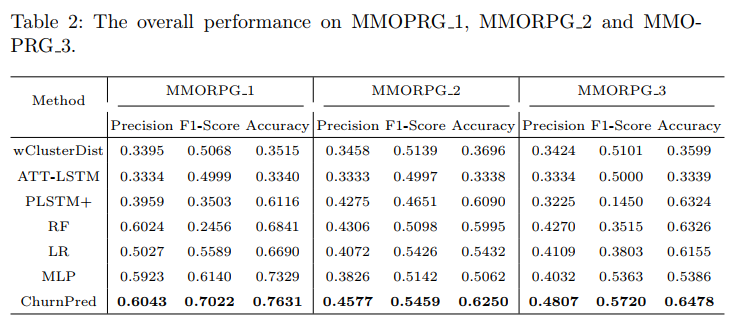 Table 2: The overall performance on MMOPRG_1, MMORPG_2 and MMO-
PRG_3.
Method MMORPG_1 MMORPG_2 MMORPG_3
Precision F1-Score Accuracy Precision F1-Score Accuracy Precision F1-Score Accuracy
wClusterDist 0.3395 0.5068 0.3515 0.3458 0.5139 0.3696 0.3424 0.5101 0.3599
ATT-LSTM 0.3334 0.4999 0.3340 0.3333 0.4997 0.3338 0.3334 0.5000 0.3339
PLSTM+ 0.3959 0.3503 0.6116 0.4275 0.4651 0.6090 0.3225 0.1450 0.6324
RF 0.6024 0.2456 0.6841 0.4306 0.5098 0.5995 0.4270 0.3515 0.6326
LR 0.5027 0.5589 0.6690 0.4072 0.5426 0.5432 0.4109 0.3803 0.6155
MLP 0.5923 0.6140 0.7329 0.3826 0.5142 0.5062 0.4032 0.5363 0.5386
ChurnPred 0.6043 0.7022 0.7631 0.4577 0.5459 0.6250 0.4807 0.5720 0.6478